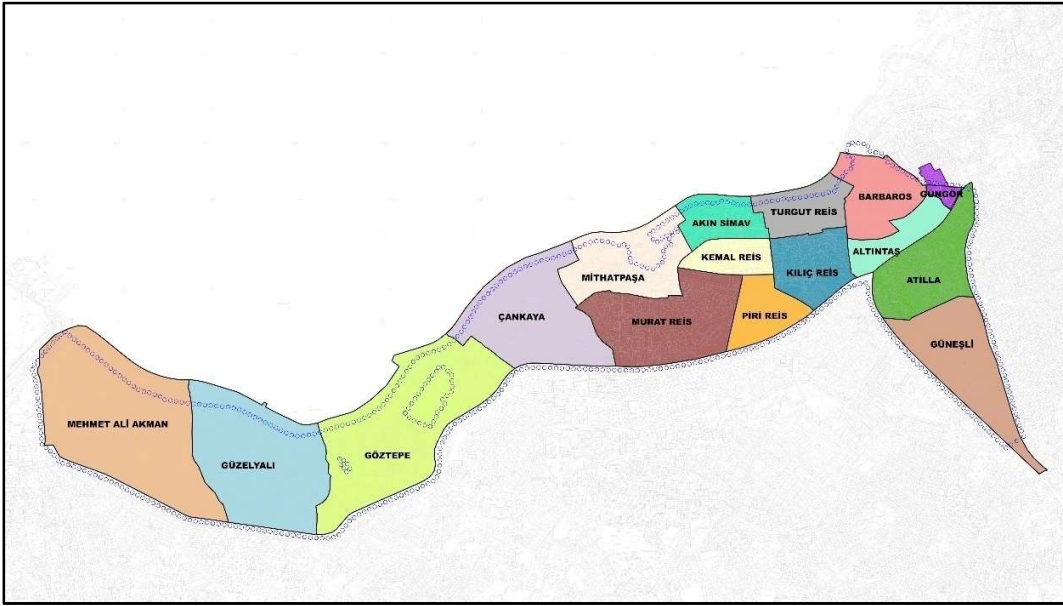 BARBAROS
GÜNGÖR
TURGUT REİS
AKIN SİMAV
ALTINTAŞ
KEMAL REİS
KILIÇ REİS
MİTHATPAŞA
ATİLLA
ÇANKAYA
MURAT REİS
PİRİ REİS
GÜNEŞLİ
MEHMET ALİ AKMAN
GÖZTEPE
GÜZELYALI